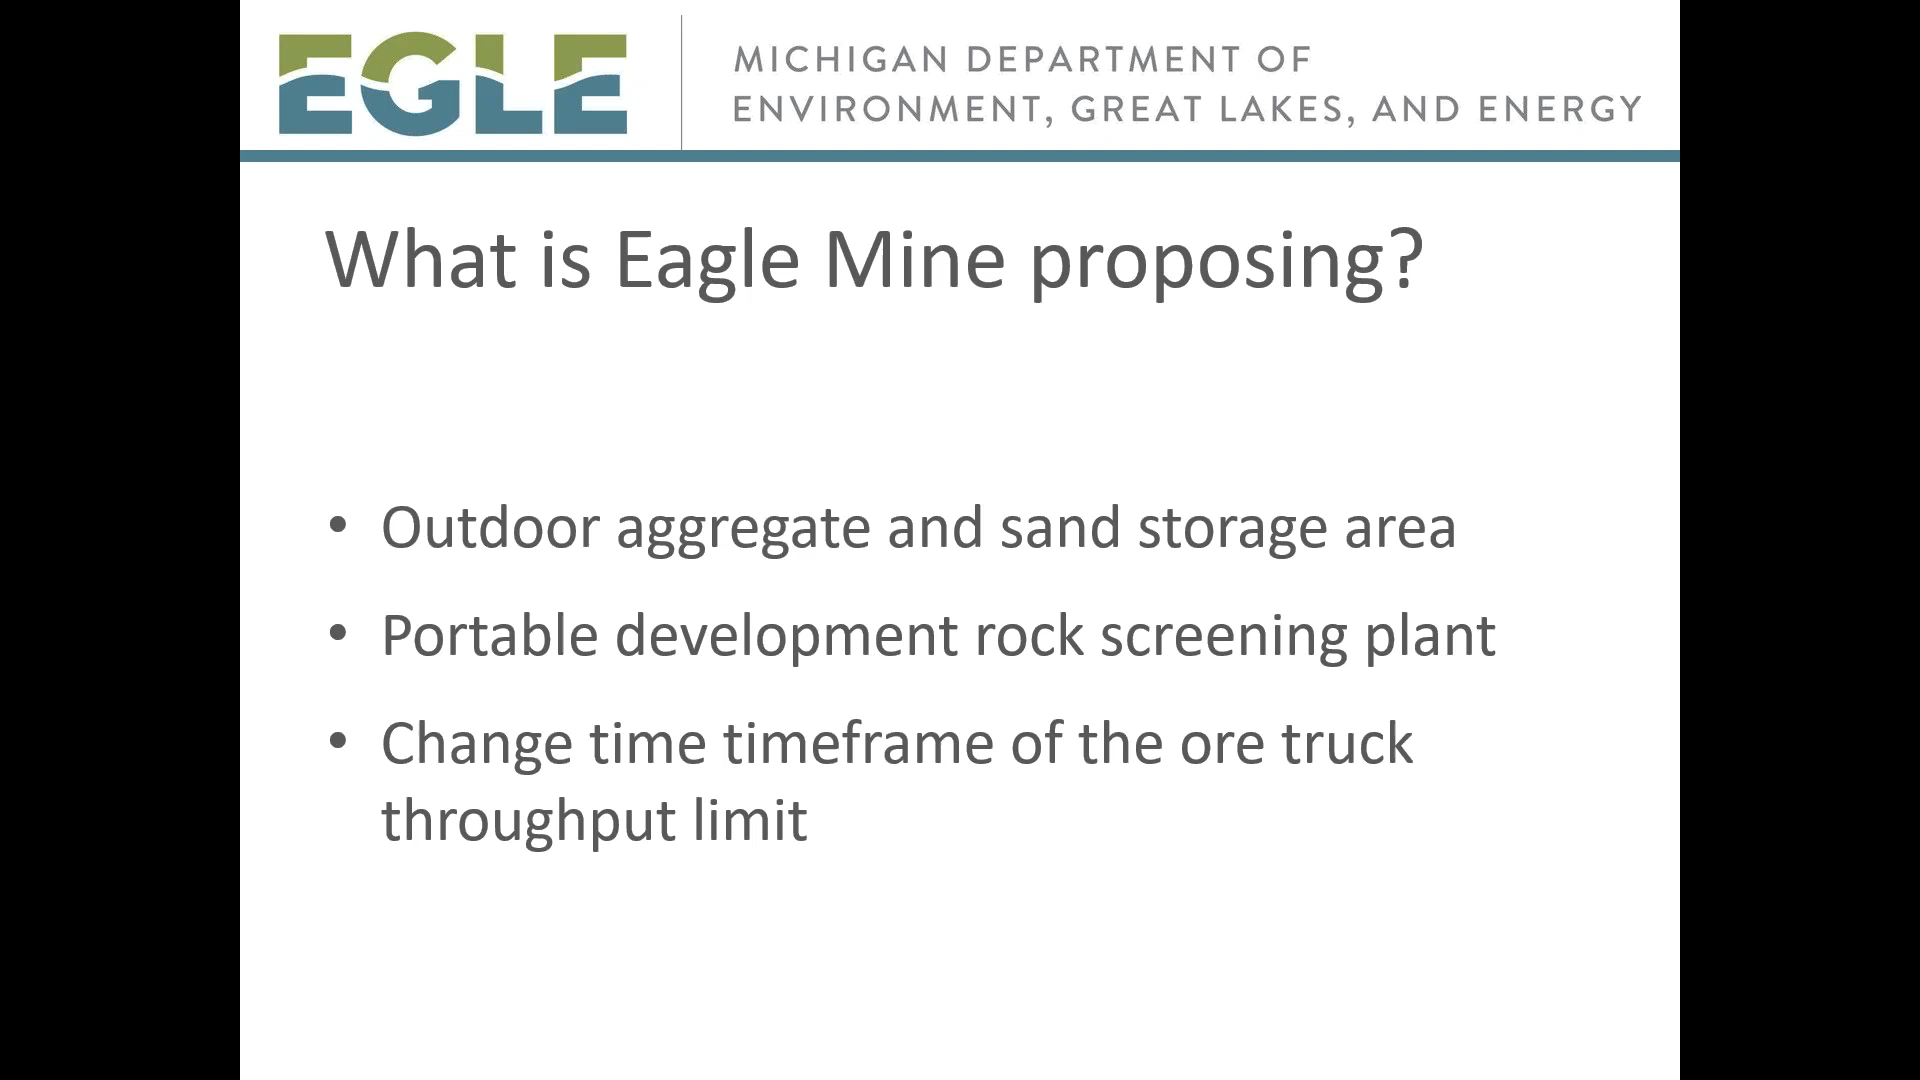 EGLE
MICHIGAN DEPARTMENT OF
ENVIRONMENT, GREAT LAKES, AND ENERGY
What is Eagle Mine proposing?
• Outdoor aggregate and sand storage area
• Portable development rock screening plant
• Change time timeframe of the ore truck
throughput limit